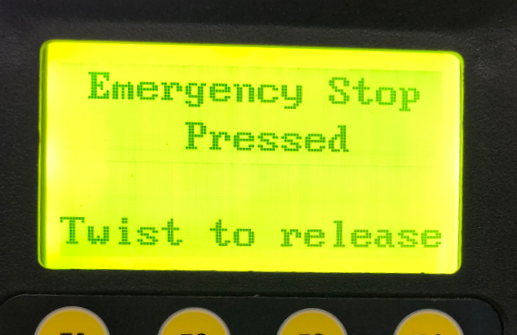 Emergency Stop
Pressed
Twist to release